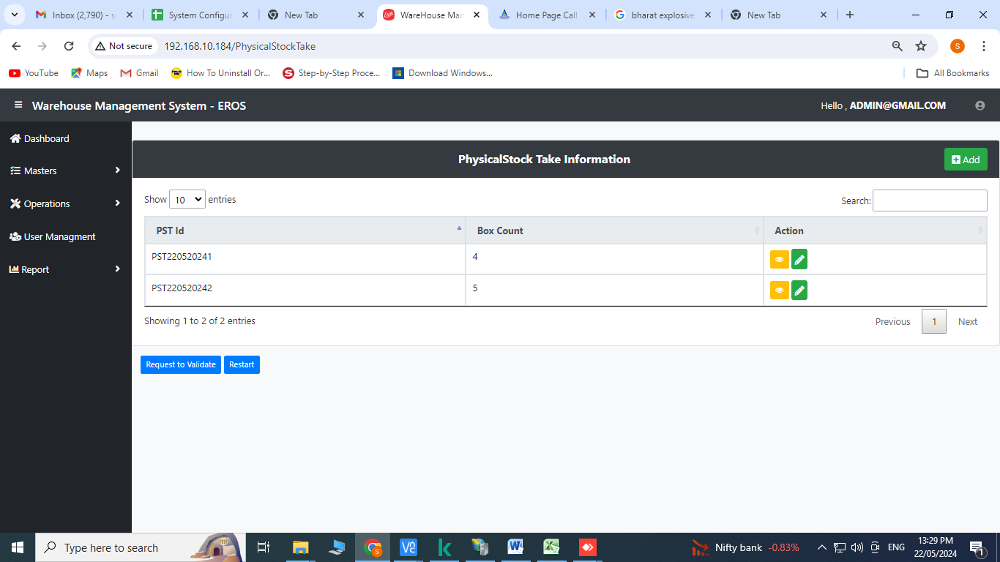 Inbox (2,790) - su
System Configur
New Tab
WareHouse Man
Home Page Call
bharat explosive
New Tab
Not secure
192.168.10.184/PhysicalStockTake
S
YouTube
Maps
Gmail
How To Uninstall Or...
Step-by-Step Proce...
Download Windows...
All Bookmarks
Warehouse Management System - EROS
Hello , ADMIN@GMAIL.COM
Dashboard
Masters
Operations
User Managment
Report
PhysicalStock Take Information
Add
Show 10 entries
Search:
PST Id Box Count Action
PST220520241 4
PST220520242 5
Showing 1 to 2 of 2 entries
Previous 1 Next
Request to Validate Restart
Type here to search
Nifty bank -0.83%
ENG
13:29 PM
22/05/2024
1